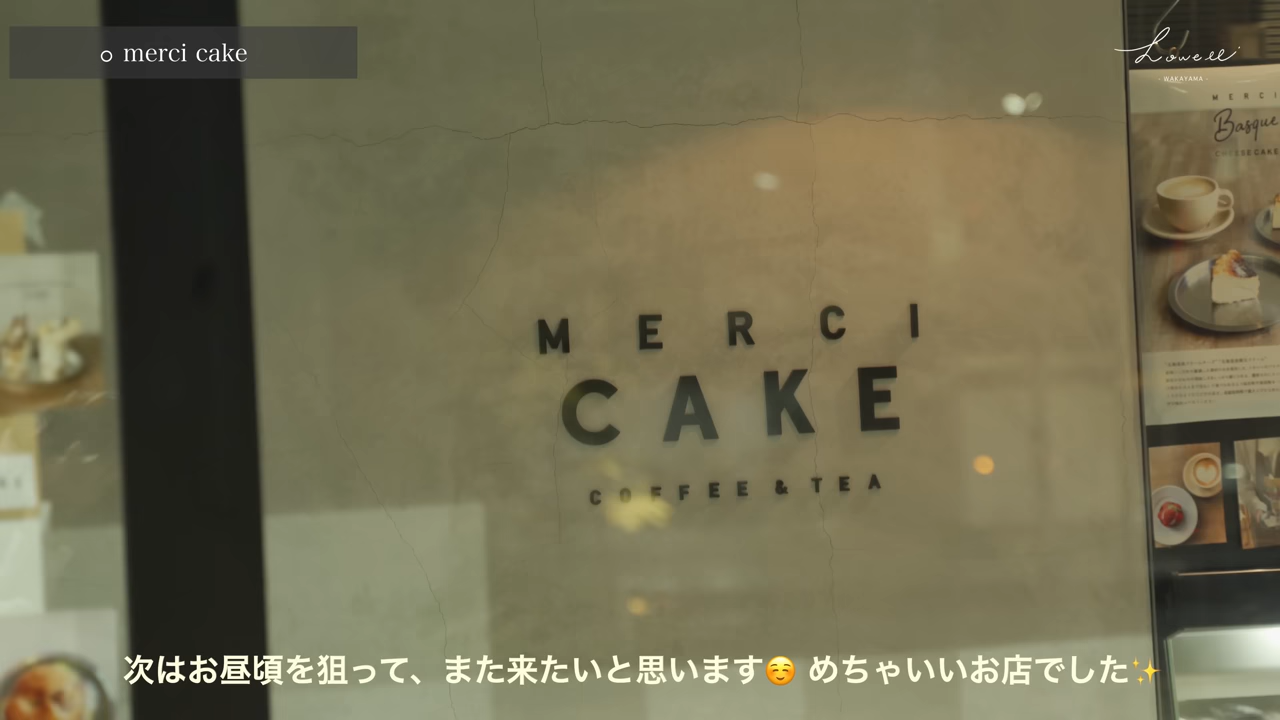 merci cake
Lowell
- WAKAYAMA -
MERCI
Basque
CHEESE CAKE
MERCI
CAKE
COFFEE & TEA
次はお昼頃を狙って、また来たいと思います☺️ めちゃいいお店でした✨